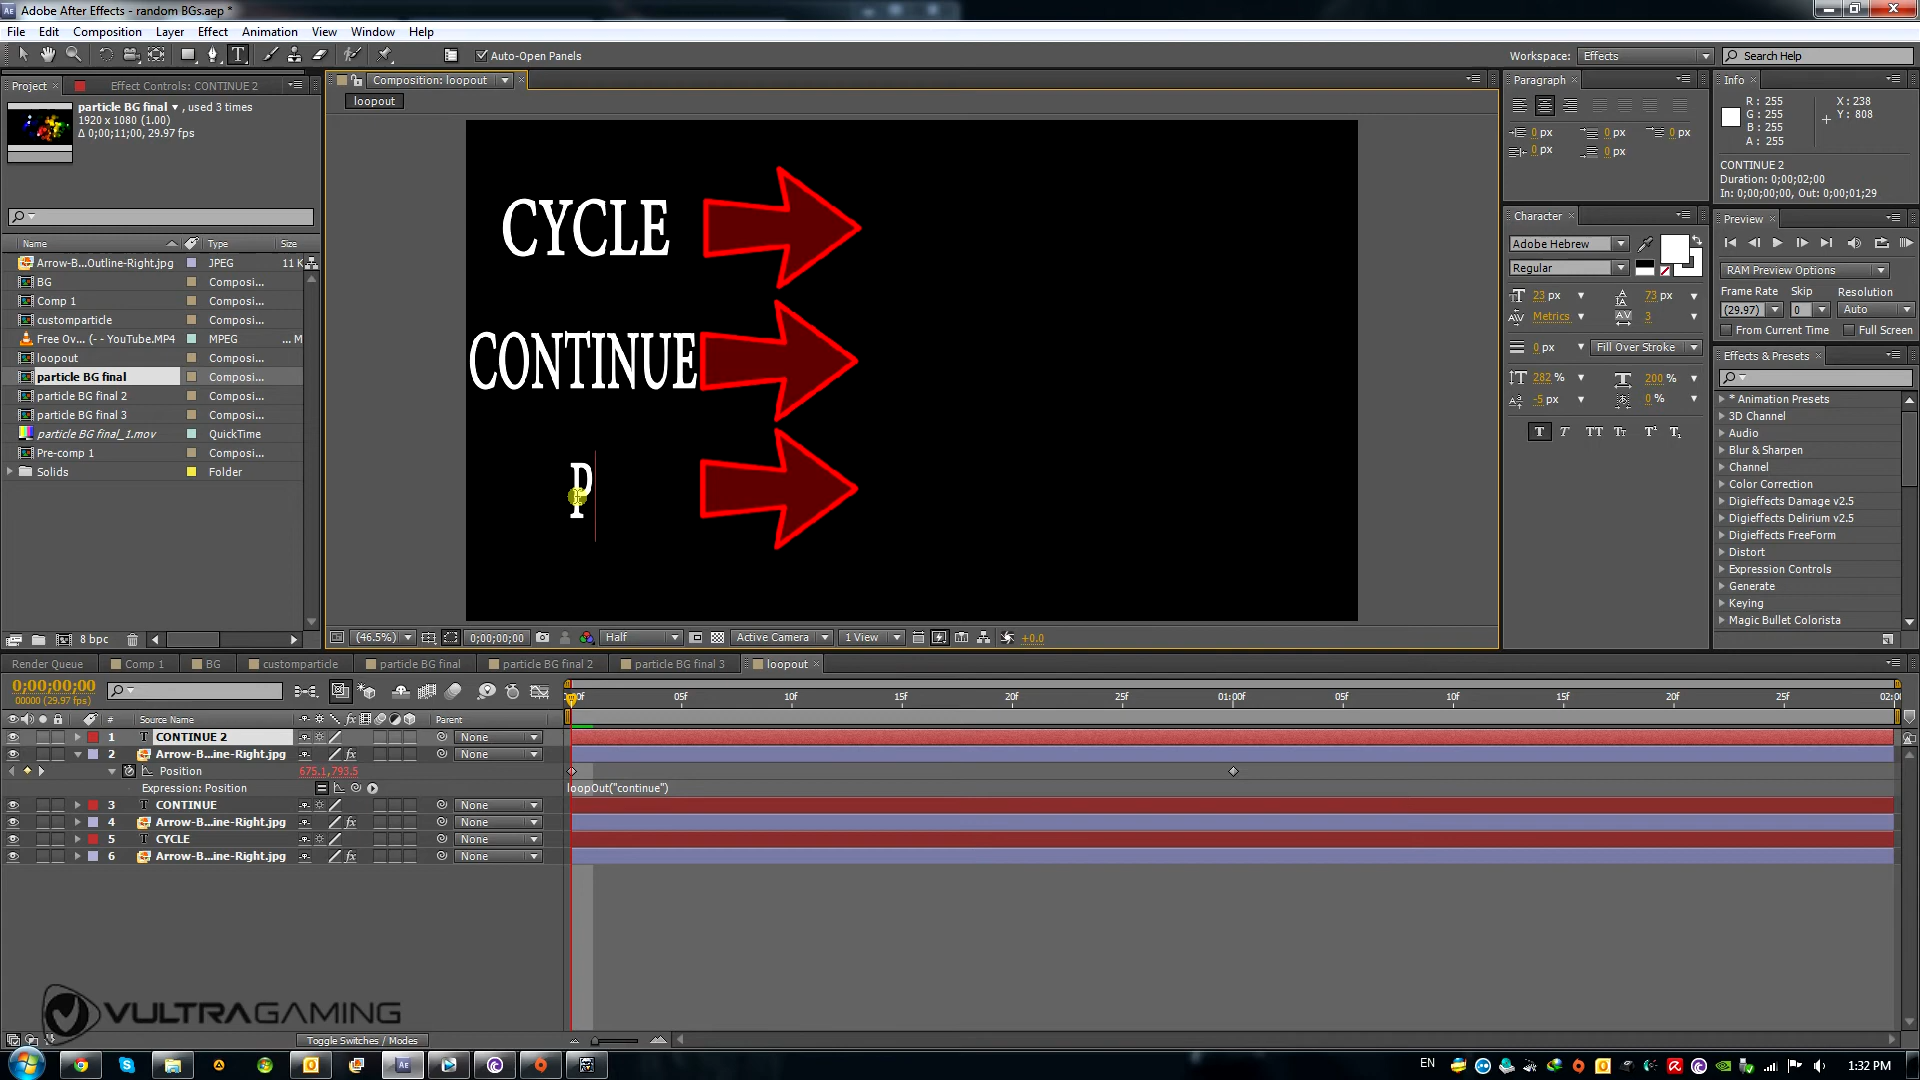 Adobe After Effects - random BGs.aep *
File Edit Composition Layer Effect Animation View Window Help
Auto-Open Panels
Workspace: Effects
Search Help
Project
Effect Controls: CONTINUE 2
particle BG final , used 3 times
1920 x 1080 (1.00)
Δ 0;00;11;00, 29.97 fps
Name Type Size
Arrow-B...Outline-Right.jpg JPEG 11 K
BG Composi...
Comp 1 Composi...
customparticle Composi...
Free Ov... (- - YouTube.MP4 MPEG ... M
loopout Composi...
particle BG final Composi...
particle BG final 2 Composi...
particle BG final 3 Composi...
particle BG final_1.mov QuickTime
Pre-comp 1 Composi...
Solids Folder
8 bpc
Composition: loopout
loopout
CYCLE
CONTINUE
P
(46.5%) 0;00;00;00 Half Active Camera 1 View +0.0
Paragraph
0 px 0 px 0 px
0 px 0 px
Character
Adobe Hebrew
Regular
23 px 73 px
Metrics 3
0 px Fill Over Stroke
282 % 200 %
-5 px 0 %
T T TT Tt T¹ T₁
Info
R : 255
G : 255
B : 255
A : 255
X : 238
Y : 808
CONTINUE 2
Duration: 0;00;02;00
In: 0;00;00;00, Out: 0;00;01;29
Preview
RAM Preview Options
Frame Rate Skip Resolution
(29.97) 0 Auto
From Current Time Full Screen
Effects & Presets
* Animation Presets
3D Channel
Audio
Blur & Sharpen
Channel
Color Correction
Digieffects Damage v2.5
Digieffects Delirium v2.5
Digieffects FreeForm
Distort
Expression Controls
Generate
Keying
Magic Bullet Colorista
Render Queue Comp 1 BG customparticle particle BG final particle BG final 2 particle BG final 3 loopout
0;00;00;00
00000 (29.97 fps)
05f 10f 15f 20f 25f 01:00f 05f 10f 15f 20f 25f 02:0
# Source Name Parent
1 CONTINUE 2 None
2 Arrow-B...ine-Right.jpg None
Position 675.1,793.5
Expression: Position loopOut("continue")
3 CONTINUE None
4 Arrow-B...ine-Right.jpg None
5 CYCLE None
6 Arrow-B...ine-Right.jpg None
VULTRAGAMING
Toggle Switches / Modes
EN
1:32 PM